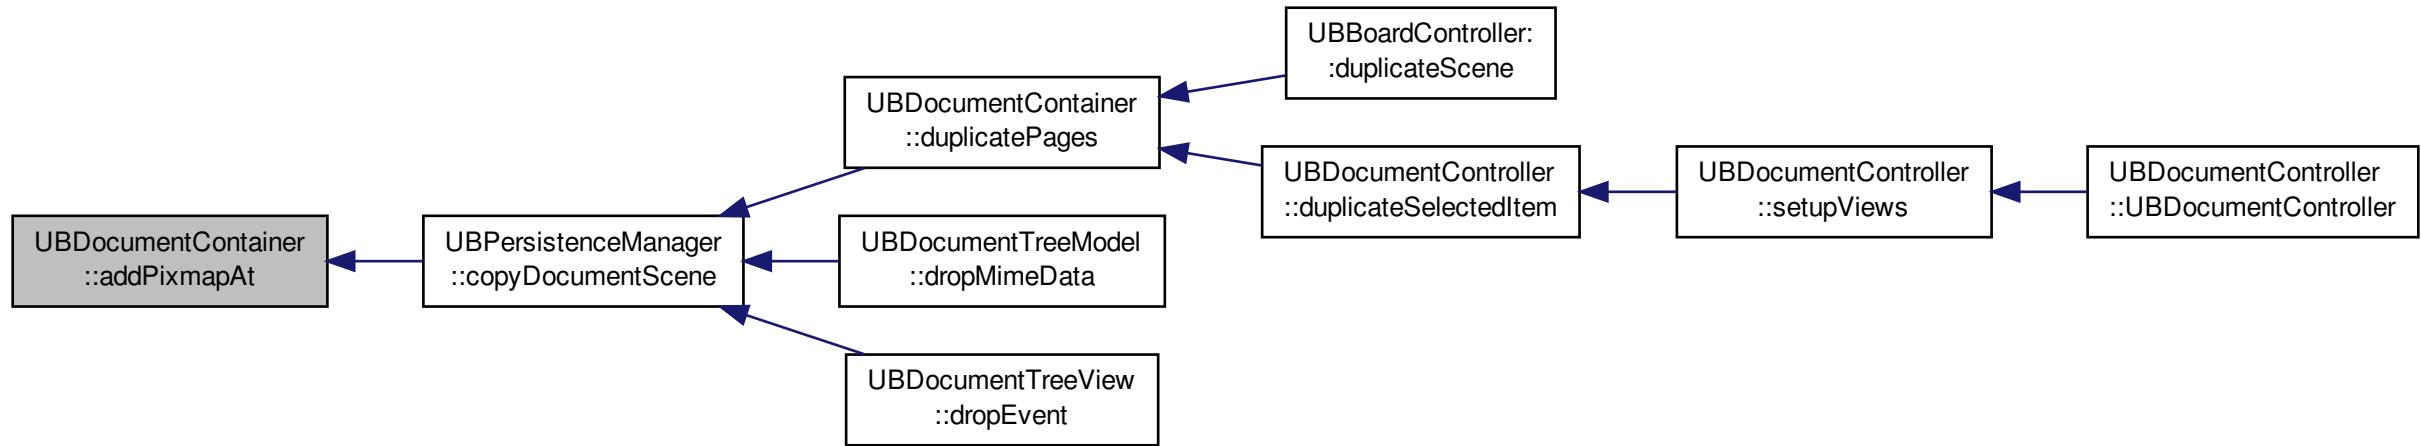 UBDocumentContainer
::addPixmapAt
UBPersistenceManager
::copyDocumentScene
UBDocumentContainer
::duplicatePages
UBBoardController:
:duplicateScene
UBDocumentController
::duplicateSelectedItem
UBDocumentController
::setupViews
UBDocumentController
::UBDocumentController
UBDocumentTreeModel
::dropMimeData
UBDocumentTreeView
::dropEvent